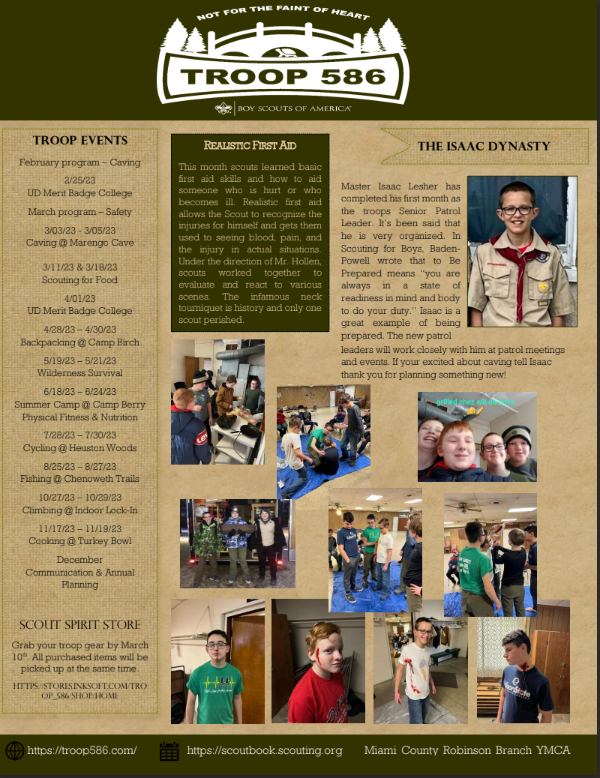 NOT FOR THE FAINT OF HEART
TROOP 586
BOY SCOUTS OF AMERICA
TROOP EVENTS
February program – Caving
2/25/23
UD Merit Badge College
March program – Safety
3/03/23 - 3/05/23
Caving @ Marengo Cave
3/11/23 & 3/18/23
Scouting for Food
4/01/23
UD Merit Badge College
4/28/23 – 4/30/23
Backpacking @ Camp Birch
5/19/23 – 5/21/23
Wilderness Survival
6/18/23 – 6/24/23
Summer Camp @ Camp Berry
Physical Fitness & Nutrition
7/28/23 – 7/30/23
Cycling @ Heuston Woods
8/25/23 – 8/27/23
Fishing @ Chenoweth Trails
10/27/23 – 10/29/23
Climbing @ Indoor Lock-In
11/17/23 – 11/19/23
Cooking @ Turkey Bowl
December
Communication & Annual
Planning
SCOUT SPIRIT STORE
Grab your troop gear by March
10th. All purchased items will be
picked up at the same time.
HTTPS://STORES.INKSOFT.COM/TRO
OP_586/SHOP/HOME
REALISTIC FIRST AID
This month scouts learned basic
first aid skills and how to aid
someone who is hurt or who
becomes ill. Realistic first aid
allows the Scout to recognize the
injuries for himself and gets them
used to seeing blood, pain, and
the injury in actual situations.
Under the direction of Mr. Hollen,
scouts worked together to
evaluate and react to various
scenes. The infamous neck
tourniquet is history and only one
scout perished.
THE ISAAC DYNASTY
Master Isaac Lesher has
completed his first month as
the troops Senior Patrol
Leader. It's been said that
he is very organized. In
Scouting for Boys, Baden-
Powell wrote that to Be
Prepared means "you are
always in a state of
readiness in mind and body
to do your duty." Isaac is a
great example of being
prepared. The new patrol
leaders will work closely with him at patrol meetings
and events. If your excited about caving tell Isaac
thank you for planning something new!
https://troop586.com/
https://scoutbook.scouting.org
Miami County Robinson Branch YMCA